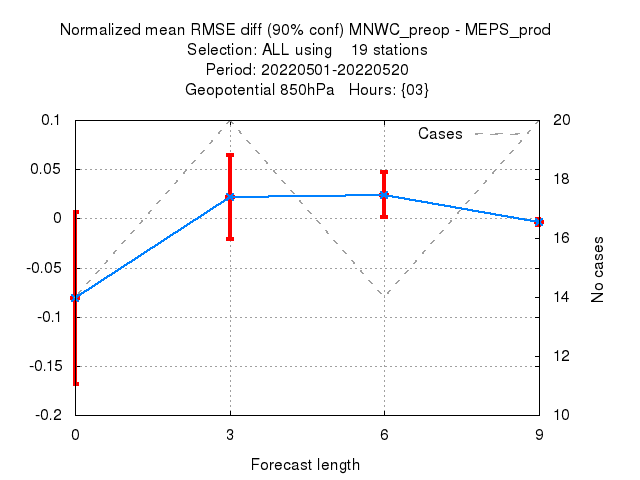 Normalized mean RMSE diff (90% conf) MNWC_preop - MEPS_prod
Selection: ALL using    19 stations
Period: 20220501-20220520
Geopotential 850hPa   Hours: {03}
0.1
0.05
0
-0.05
-0.1
-0.15
-0.2
Cases
20
18
16
14
12
10
No cases
0 3 6 9
Forecast length